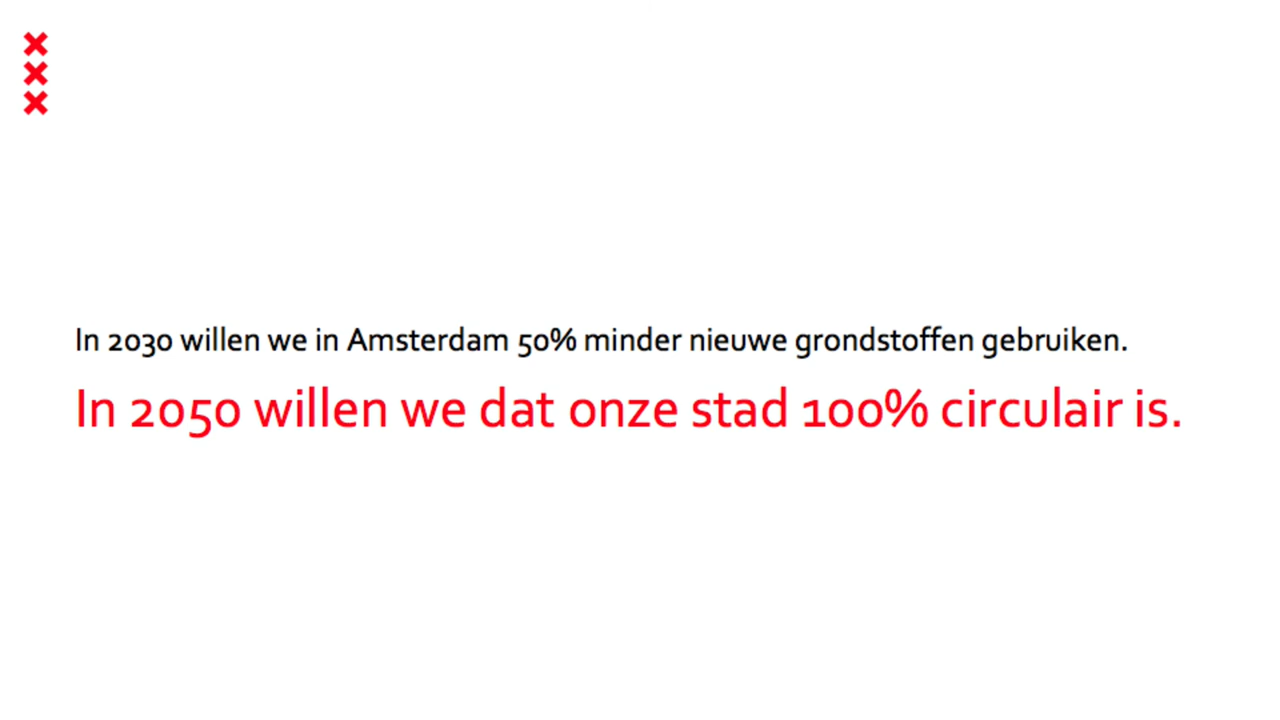 In 2030 willen we in Amsterdam 50% minder nieuwe grondstoffen gebruiken.
In 2050 willen we dat onze stad 100% circulair is.